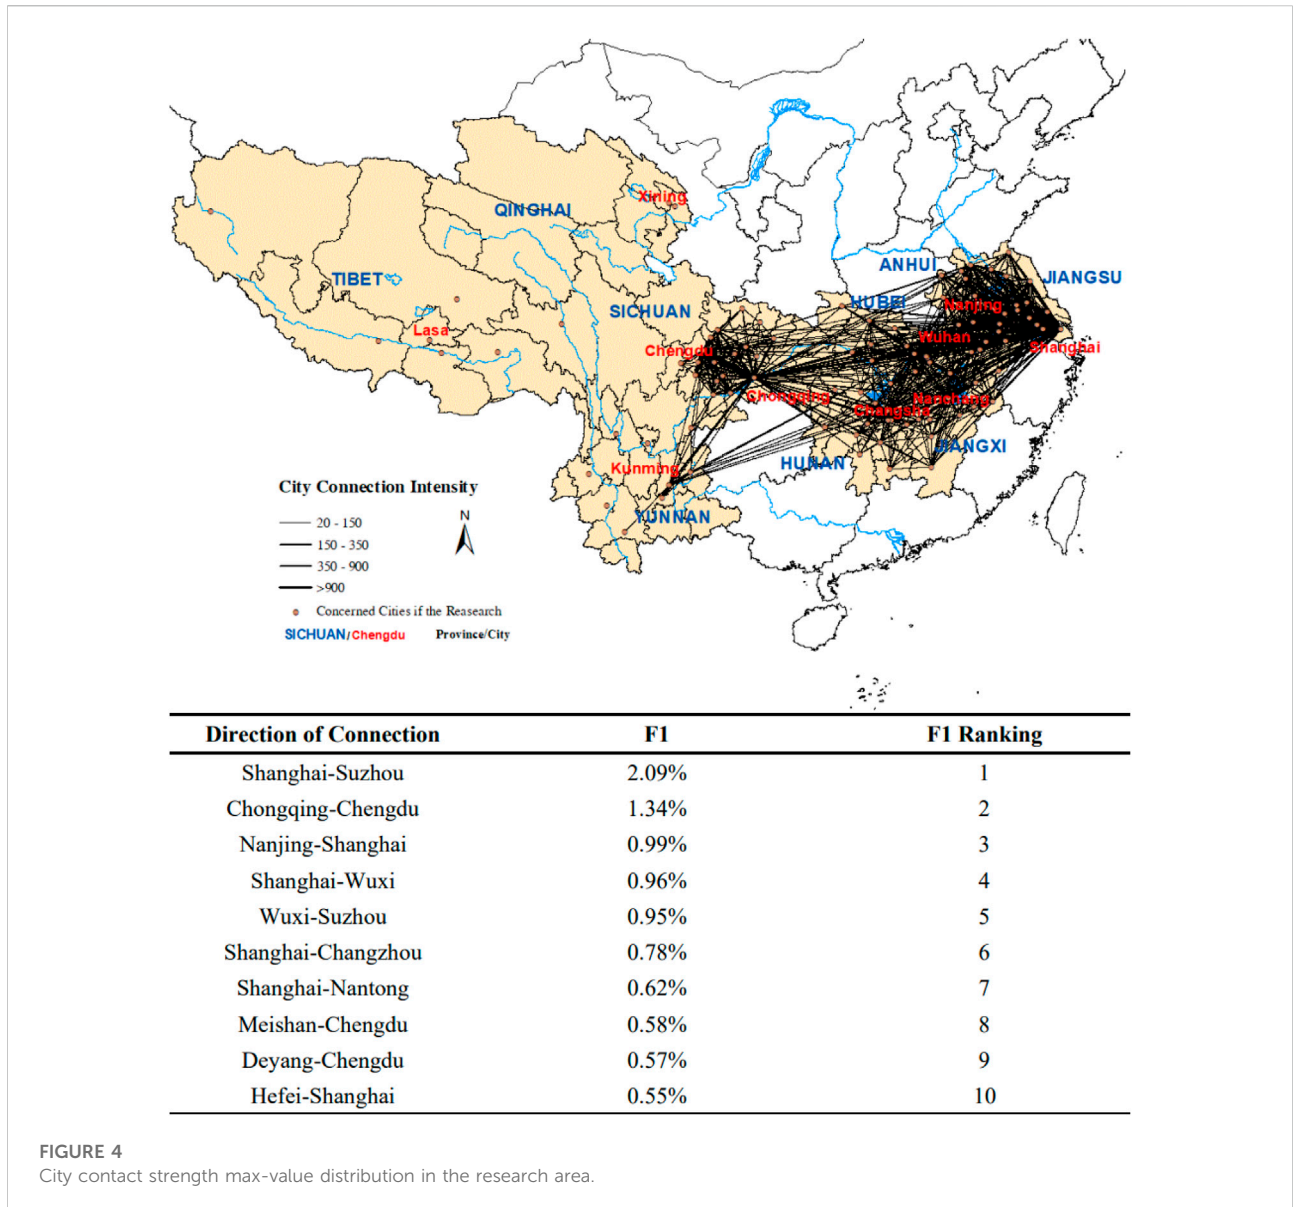 Xining
QINGHAI
ANHUI
TIBET
JIANGSU
HUBEI
Nanjing
SICHUAN
Lasa
Wuhan
Shanghai
Chengdu
Chongqing
Nanchang
Changsha
JIANGXI
HUNAN
Kunming
YUNNAN
City Connection Intensity
N
20 - 150
150 - 350
350 - 900
>900
Concerned Cities if the Reasearch
SICHUAN/Chengdu Province/City
Direction of Connection F1 F1 Ranking
Shanghai-Suzhou 2.09% 1
Chongqing-Chengdu 1.34% 2
Nanjing-Shanghai 0.99% 3
Shanghai-Wuxi 0.96% 4
Wuxi-Suzhou 0.95% 5
Shanghai-Changzhou 0.78% 6
Shanghai-Nantong 0.62% 7
Meishan-Chengdu 0.58% 8
Deyang-Chengdu 0.57% 9
Hefei-Shanghai 0.55% 10
FIGURE 4
City contact strength max-value distribution in the research area.